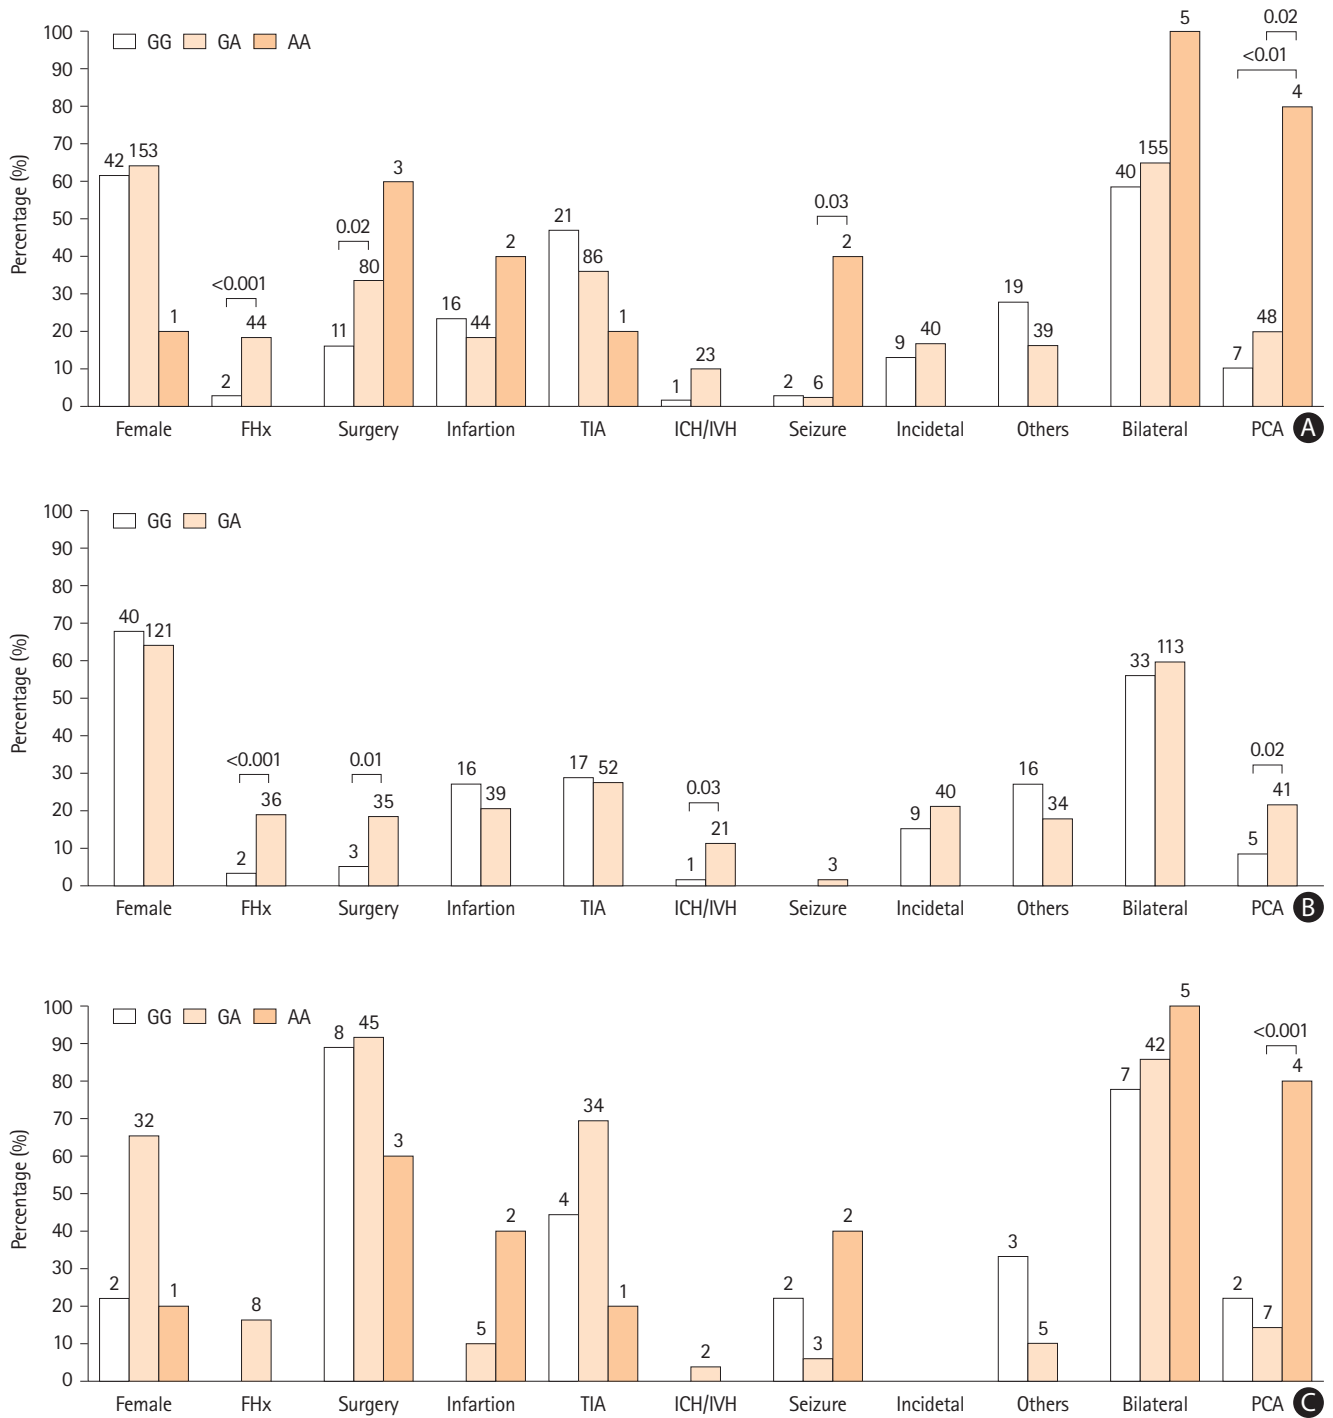 100
90
80
70
60
50
40
30
20
10
0
Percentage (%)
GG GA AA
42 153 1
2 44
<0.001
11 80 3
0.02
16 44 2
21 86 1
1 23
2 6 2
0.03
9 40
19 39
40 155 5
7 48 4
<0.01
0.02
Female FHx Surgery Infartion TIA ICH/IVH Seizure Incidetal Others Bilateral PCA A
100
90
80
70
60
50
40
30
20
10
0
Percentage (%)
GG GA
40 121
2 36
<0.001
3 35
0.01
16 39
17 52
1 21
0.03
3
9 40
16 34
33 113
5 41
0.02
Female FHx Surgery Infartion TIA ICH/IVH Seizure Incidetal Others Bilateral PCA B
100
90
80
70
60
50
40
30
20
10
0
Percentage (%)
GG GA AA
2 32 1
8
8 45 3
5 2
4 34 1
2
2 3 2
3 5
7 42 5
2 7 4
<0.001
Female FHx Surgery Infartion TIA ICH/IVH Seizure Incidetal Others Bilateral PCA C